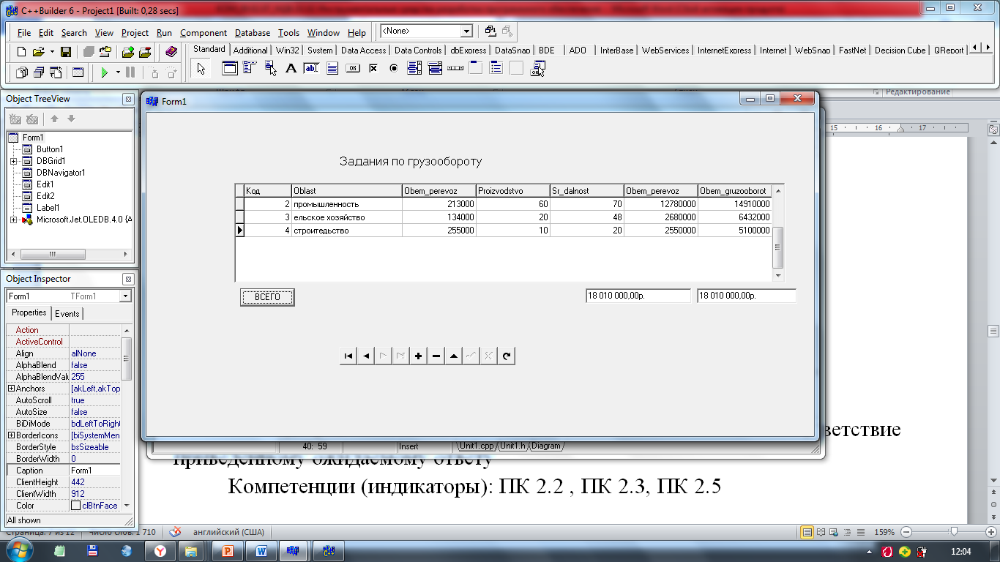 C++Builder 6 - Project1 [Built: 0,28 secs]
File Edit Search View Project Run Component Database Tools Window Help
<None>
Standard Additional Win32 System Data Access Data Controls dbExpress DataSnap BDE ADO InterBase WebServices InternetExpress Internet WebSnap FastNet Decision Cube QReport
Object TreeView
Form1
Button1
DBGrid1
DBNavigator1
Edit1
Edit2
Label1
Microsoft.Jet.OLEDB.4.0 {A
Object Inspector
Form1 TForm1
Properties Events
Action
ActiveControl
Align alNone
AlphaBlend false
AlphaBlendValu 255
Anchors [akLeft,akTop
AutoScroll true
AutoSize false
BiDiMode bdLeftToRight
BorderIcons [biSystemMen
BorderStyle bsSizeable
BorderWidth 0
Caption Form1
ClientHeight 442
ClientWidth 912
Color clBtnFace
All shown
Form1
Задания по грузообороту
Код Oblast Obem_perevoz Proizvodstvo Sr_dalnost Obem_perevoz Obem_gruzooborot
2 промышленность 213000 60 70 12780000 14910000
3 ельское хозяйство 134000 20 48 2680000 6432000
4 строитедьство 255000 10 20 2550000 5100000
ВСЕГО 18 010 000,00р. 18 010 000,00р.
40: 59 Insert Unit1.cpp Unit1.h Diagram
Редактирование
15 16 17
ветствие
приведенному ожидаемому ответу
Компетенции (индикаторы): ПК 2.2 , ПК 2.3, ПК 2.5
Страница: 7 из 12 Число слов: 1 710 английский (США) 159%
12:04